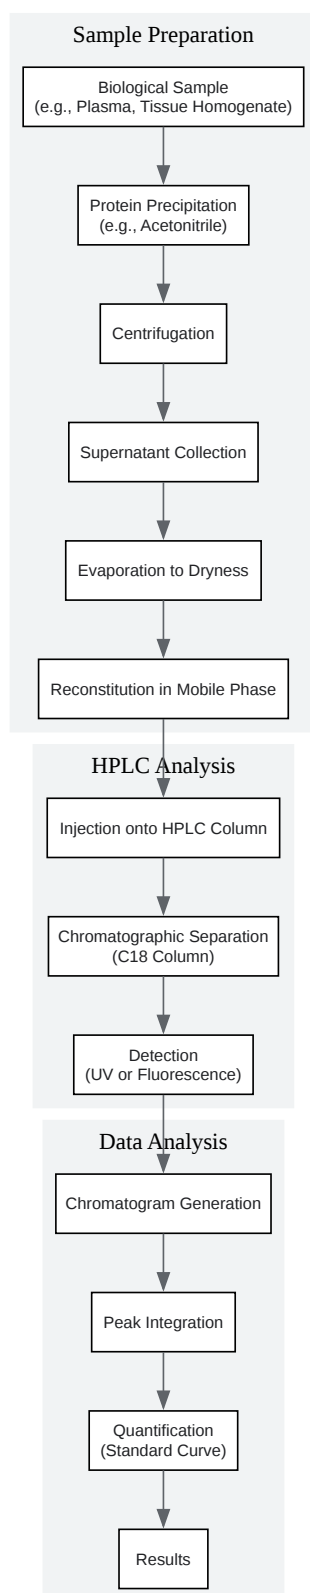 Sample Preparation
Biological Sample
(e.g., Plasma, Tissue Homogenate)
Protein Precipitation
(e.g., Acetonitrile)
Centrifugation
Supernatant Collection
Evaporation to Dryness
Reconstitution in Mobile Phase
HPLC Analysis
Injection onto HPLC Column
Chromatographic Separation
(C18 Column)
Detection
(UV or Fluorescence)
Data Analysis
Chromatogram Generation
Peak Integration
Quantification
(Standard Curve)
Results